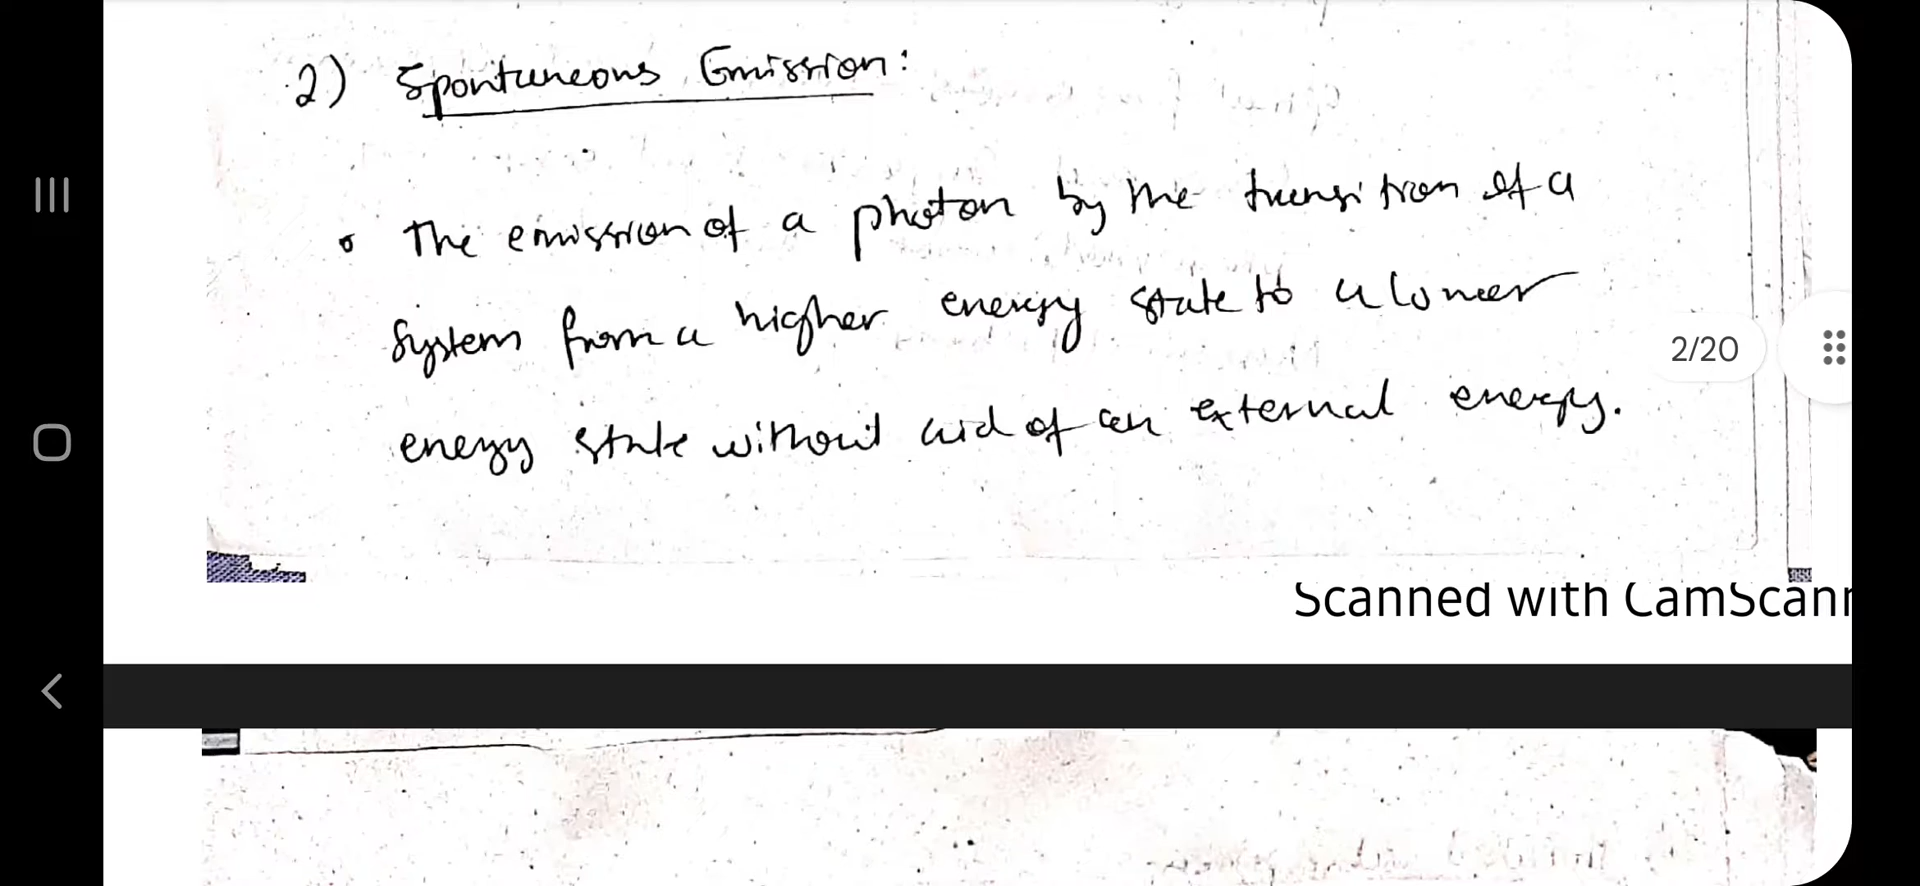 2) Spontaneous Emission:
• The emission of a photon by the transition of a
system from a higher energy state to a lower
energy state without aid of an external energy.
2/20
Scanned with CamScann